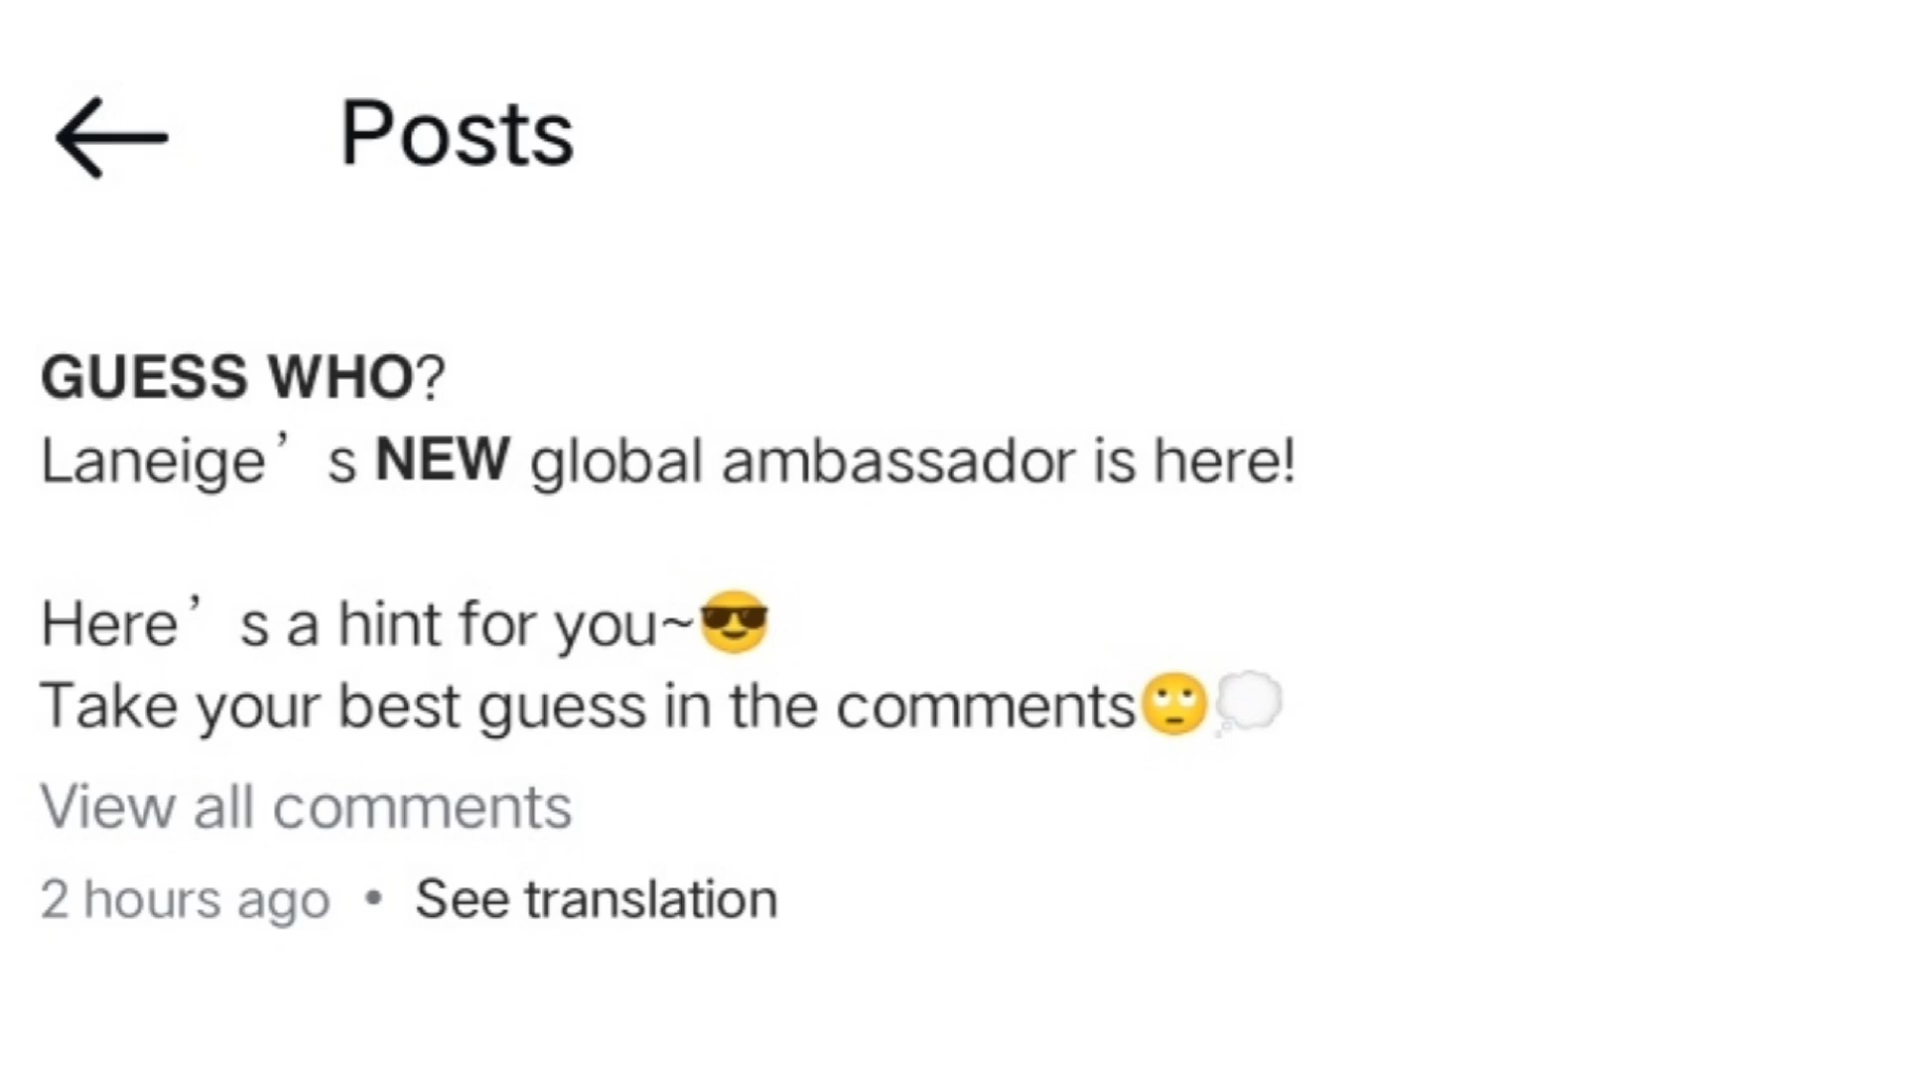 Posts
GUESS WHO?
Laneige’s NEW global ambassador is here!
Here’s a hint for you~😎
Take your best guess in the comments🙄💭
View all comments
2 hours ago • See translation